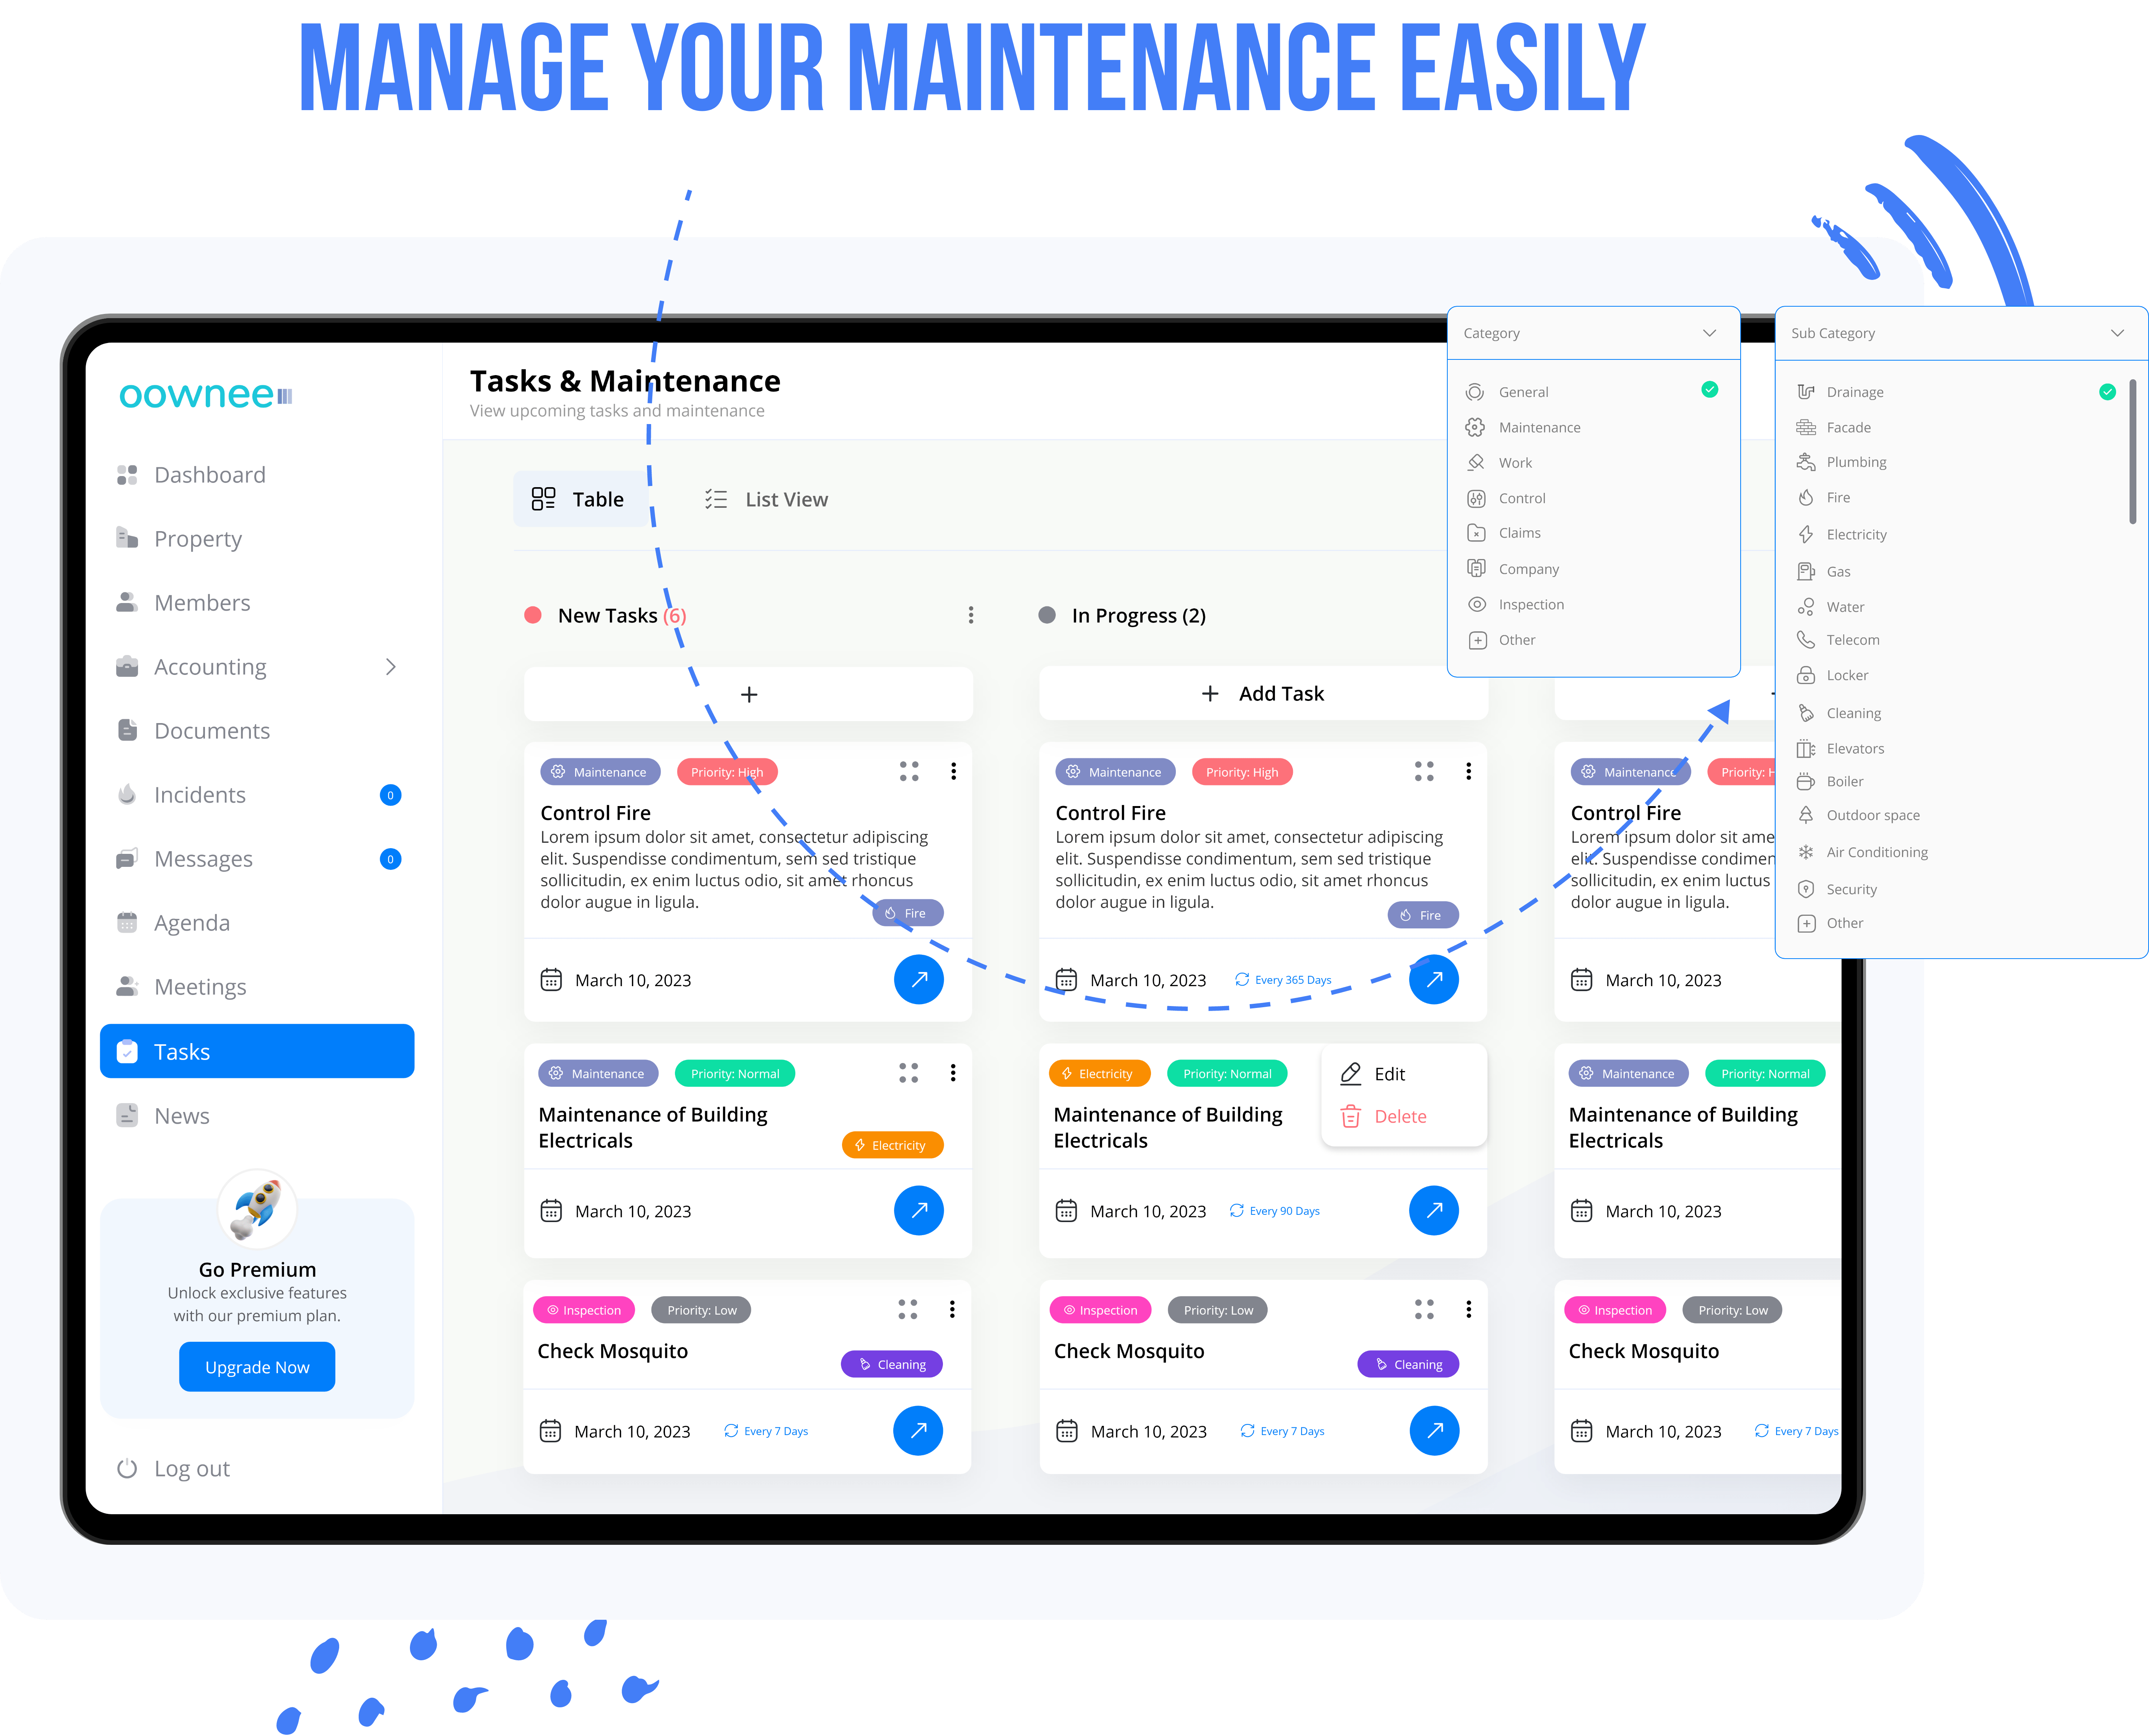 MANAGE YOUR MAINTENANCE EASILY
oownee
Dashboard
Property
Members
Accounting
Documents
Incidents
0
Messages
0
Agenda
Meetings
Tasks
News
Go Premium
Unlock exclusive features
with our premium plan.
Upgrade Now
Log out
Tasks & Maintenance
View upcoming tasks and maintenance
Table
List View
New Tasks (6)
+
Maintenance
Priority: High
Control Fire
Lorem ipsum dolor sit amet, consectetur adipiscing
elit. Suspendisse condimentum, sem sed tristique
sollicitudin, ex enim luctus odio, sit amet rhoncus
dolor augue in ligula.
Fire
March 10, 2023
Maintenance
Priority: Normal
Maintenance of Building
Electricals
Electricity
March 10, 2023
Inspection
Priority: Low
Check Mosquito
Cleaning
March 10, 2023
Every 7 Days
In Progress (2)
+ Add Task
Maintenance
Priority: High
Control Fire
Lorem ipsum dolor sit amet, consectetur adipiscing
elit. Suspendisse condimentum, sem sed tristique
sollicitudin, ex enim luctus odio, sit amet rhoncus
dolor augue in ligula.
Fire
March 10, 2023
Every 365 Days
Electricity
Priority: Normal
Edit
Delete
Maintenance of Building
Electricals
March 10, 2023
Every 90 Days
Inspection
Priority: Low
Check Mosquito
Cleaning
March 10, 2023
Every 7 Days
Maintenance
Priority: H
Control Fire
Lorem ipsum dolor sit ame
elit. Suspendisse condimen
sollicitudin, ex enim luctus
dolor augue in ligula.
March 10, 2023
Maintenance
Priority: Normal
Maintenance of Building
Electricals
March 10, 2023
Inspection
Priority: Low
Check Mosquito
March 10, 2023
Every 7 Days
Category
General
Maintenance
Work
Control
Claims
Company
Inspection
Other
Sub Category
Drainage
Facade
Plumbing
Fire
Electricity
Gas
Water
Telecom
Locker
Cleaning
Elevators
Boiler
Outdoor space
Air Conditioning
Security
Other